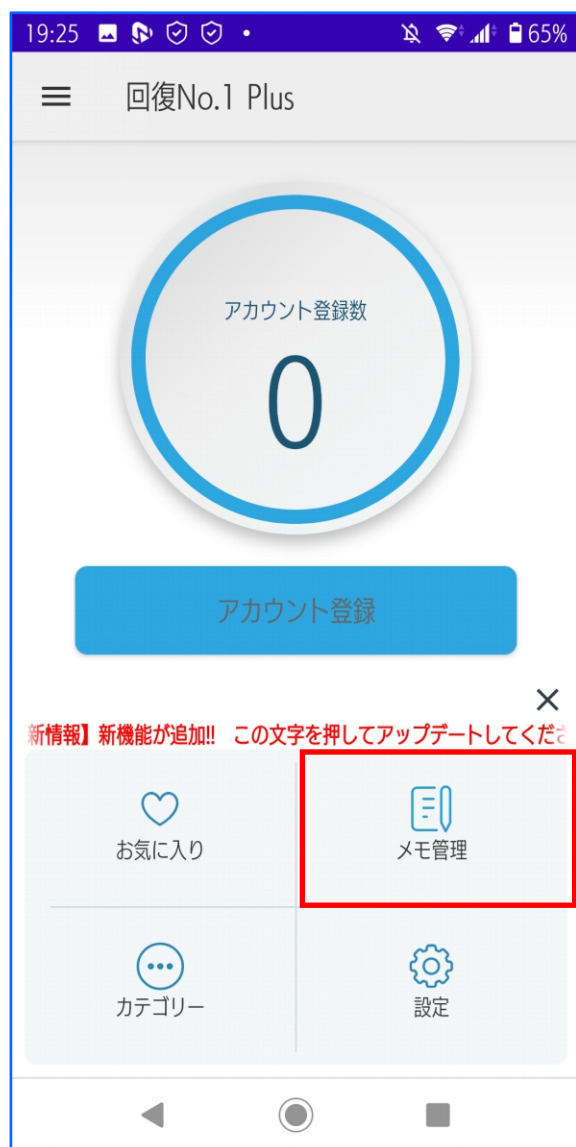 19:25
65%
回復No.1 Plus
アカウント登録数
0
アカウント登録
新情報】新機能が追加!! この文字を押してアップデートしてくださ
お気に入り
メモ管理
カテゴリー
設定